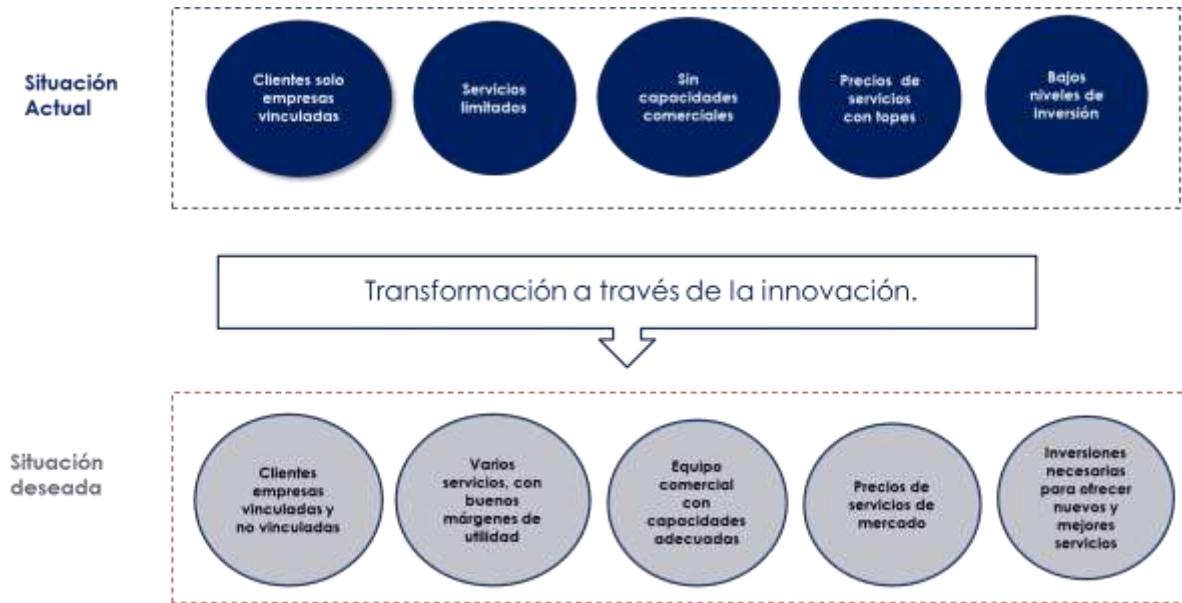 Situación
Actual
Clientes solo
empresas
vinculadas
Servicios
limitados
Sin
capacidades
comerciales
Precios de
servicios
con topes
Bajos
niveles de
inversión
Transformación a través de la innovación.
Situación
deseada
Clientes
empresas
vinculadas y
no vinculadas
Varios
servicios, con
buenos
márgenes de
utilidad
Equipo
comercial
con
capacidades
adecuadas
Precios de
servicios de
mercado
Inversiones
necesarias
para ofrecer
nuevos y
mejores
servicios